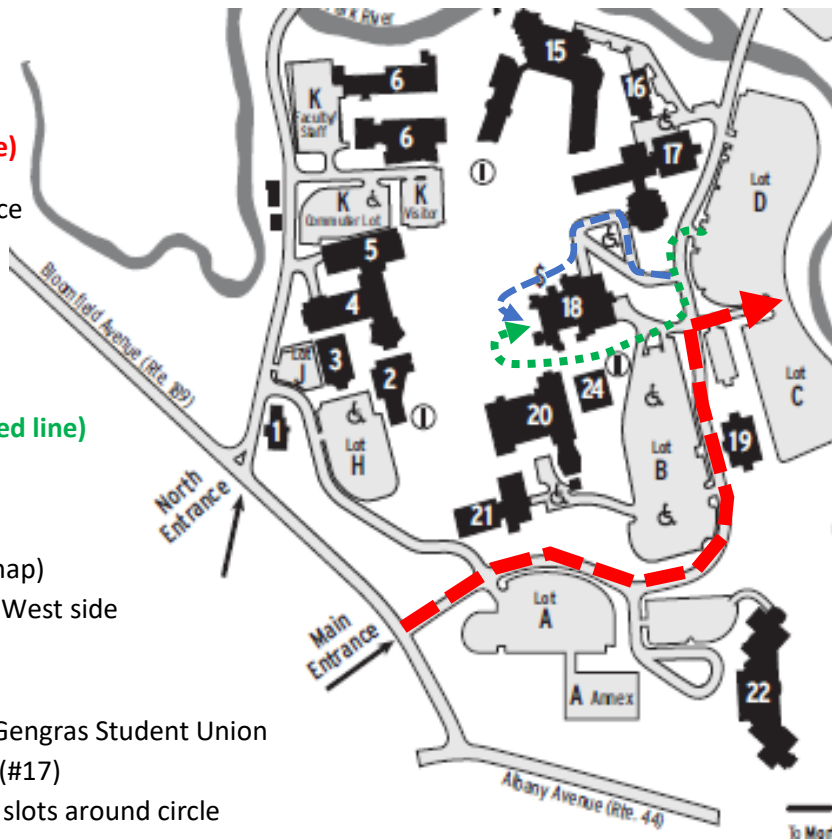 rk River
15
6
16
K
Faculty/
Staff
e)
6
17
ce
K
Commuter Lot
K
Visitor
Lot
D
5
$
18
4
Bloomfield Avenue (Rte. 189)
Lot
J
3
2
24
Lot
C
20
ed line)
1
Lot
H
19
Lot
B
North
Entrance
21
nap)
West side
Lot
A
Main
Entrance
22
A Annex
Gengras Student Union
(#17)
slots around circle
Albany Avenue (Rte. 44)
To Main